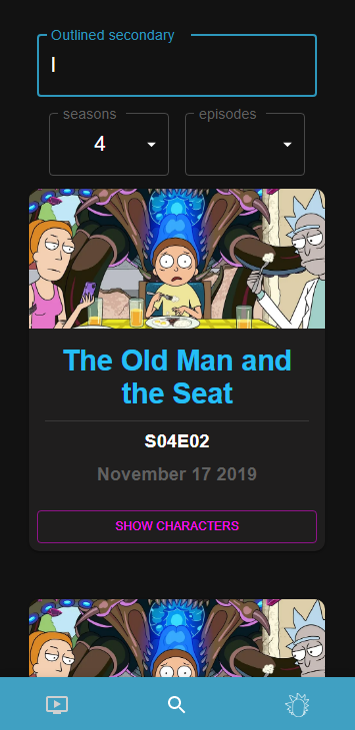 Outlined secondary
l
seasons
episodes
4
The Old Man and
the Seat
S04E02
November 17 2019
SHOW CHARACTERS